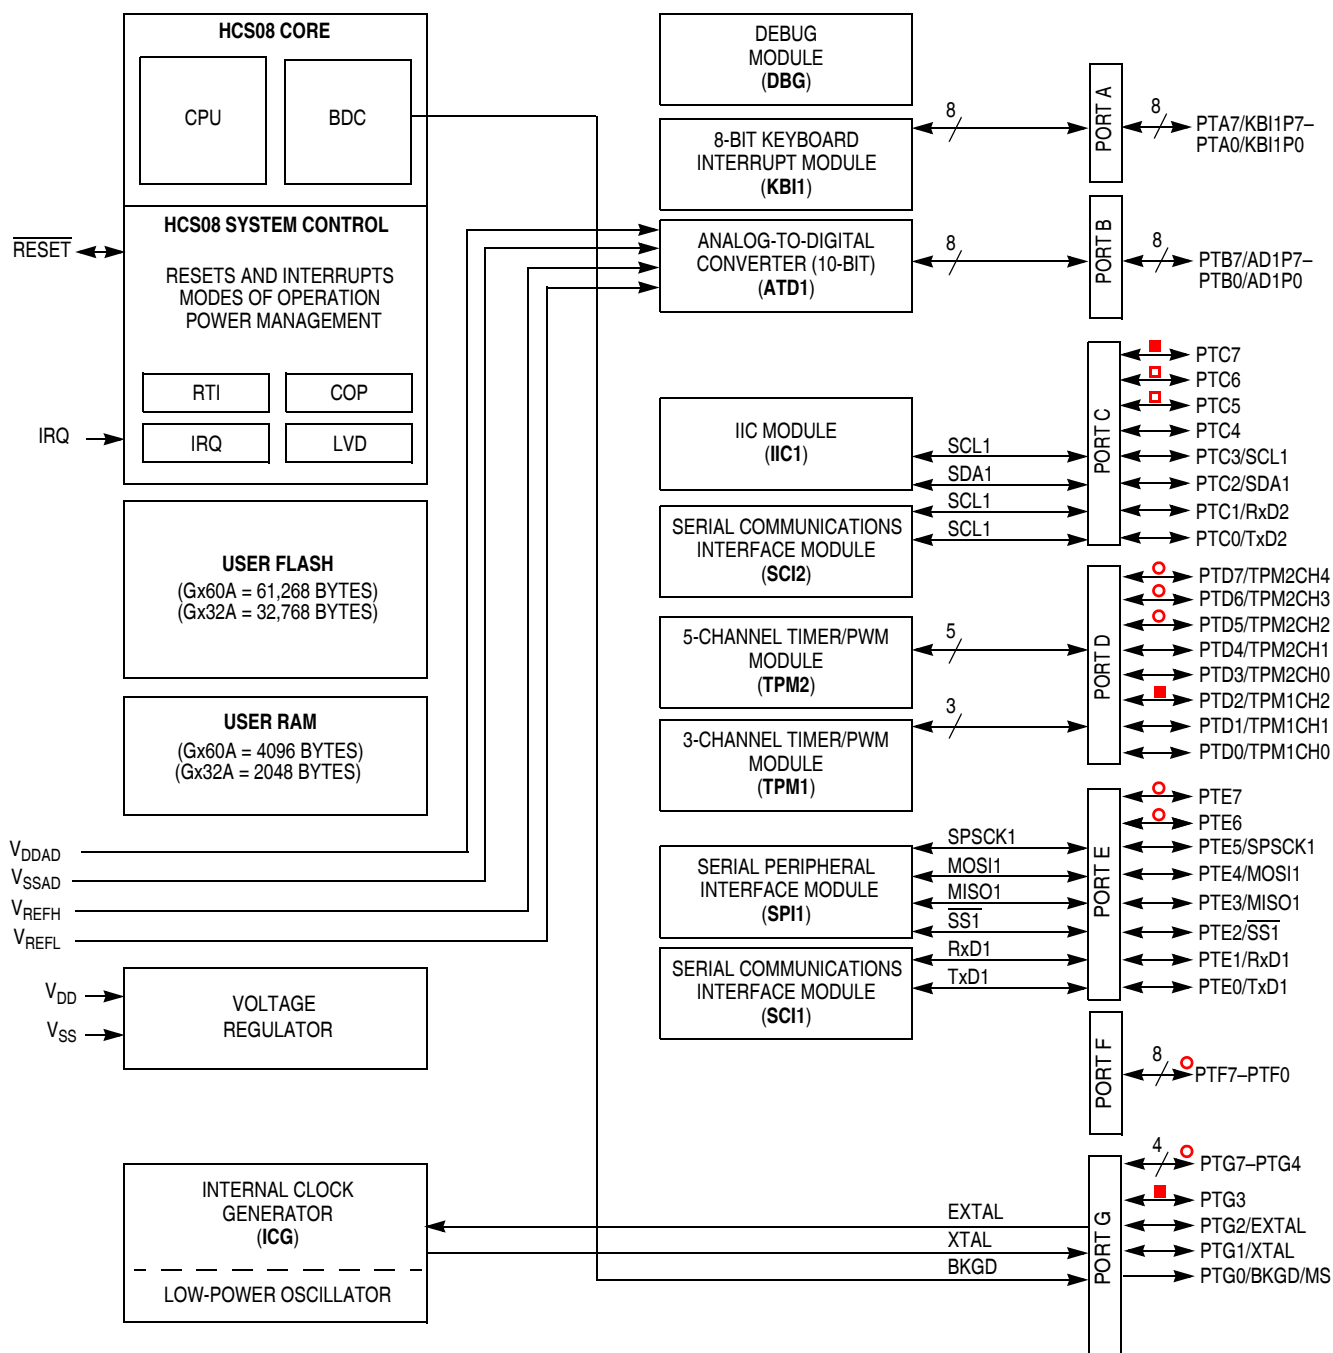 HCS08 CORE
CPU
BDC
HCS08 SYSTEM CONTROL
RESETS AND INTERRUPTS
MODES OF OPERATION
POWER MANAGEMENT
RTI
COP
IRQ
LVD
RESET
IRQ
USER FLASH
(Gx60A = 61,268 BYTES)
(Gx32A = 32,768 BYTES)
USER RAM
(Gx60A = 4096 BYTES)
(Gx32A = 2048 BYTES)
VDDAD
VSSAD
VREFH
VREFL
VDD
VSS
VOLTAGE
REGULATOR
INTERNAL CLOCK
GENERATOR
(ICG)
LOW-POWER OSCILLATOR
DEBUG
MODULE
(DBG)
8-BIT KEYBOARD
INTERRUPT MODULE
(KBI1)
ANALOG-TO-DIGITAL
CONVERTER (10-BIT)
(ATD1)
IIC MODULE
(IIC1)
SERIAL COMMUNICATIONS
INTERFACE MODULE
(SCI2)
5-CHANNEL TIMER/PWM
MODULE
(TPM2)
3-CHANNEL TIMER/PWM
MODULE
(TPM1)
SERIAL PERIPHERAL
INTERFACE MODULE
(SPI1)
SERIAL COMMUNICATIONS
INTERFACE MODULE
(SCI1)
8
8
SCL1
SDA1
SCL1
SCL1
5
3
SPSCK1
MOSI1
MISO1
SS1
RxD1
TxD1
EXTAL
XTAL
BKGD
PORT A
8
PTA7/KBI1P7–
PTA0/KBI1P0
PORT B
8
PTB7/AD1P7–
PTB0/AD1P0
PORT C
PTC7
PTC6
PTC5
PTC4
PTC3/SCL1
PTC2/SDA1
PTC1/RxD2
PTC0/TxD2
PORT D
PTD7/TPM2CH4
PTD6/TPM2CH3
PTD5/TPM2CH2
PTD4/TPM2CH1
PTD3/TPM2CH0
PTD2/TPM1CH2
PTD1/TPM1CH1
PTD0/TPM1CH0
PORT E
PTE7
PTE6
PTE5/SPSCK1
PTE4/MOSI1
PTE3/MISO1
PTE2/SS1
PTE1/RxD1
PTE0/TxD1
PORT F
8
PTF7–PTF0
PORT G
4
PTG7–PTG4
PTG3
PTG2/EXTAL
PTG1/XTAL
PTG0/BKGD/MS